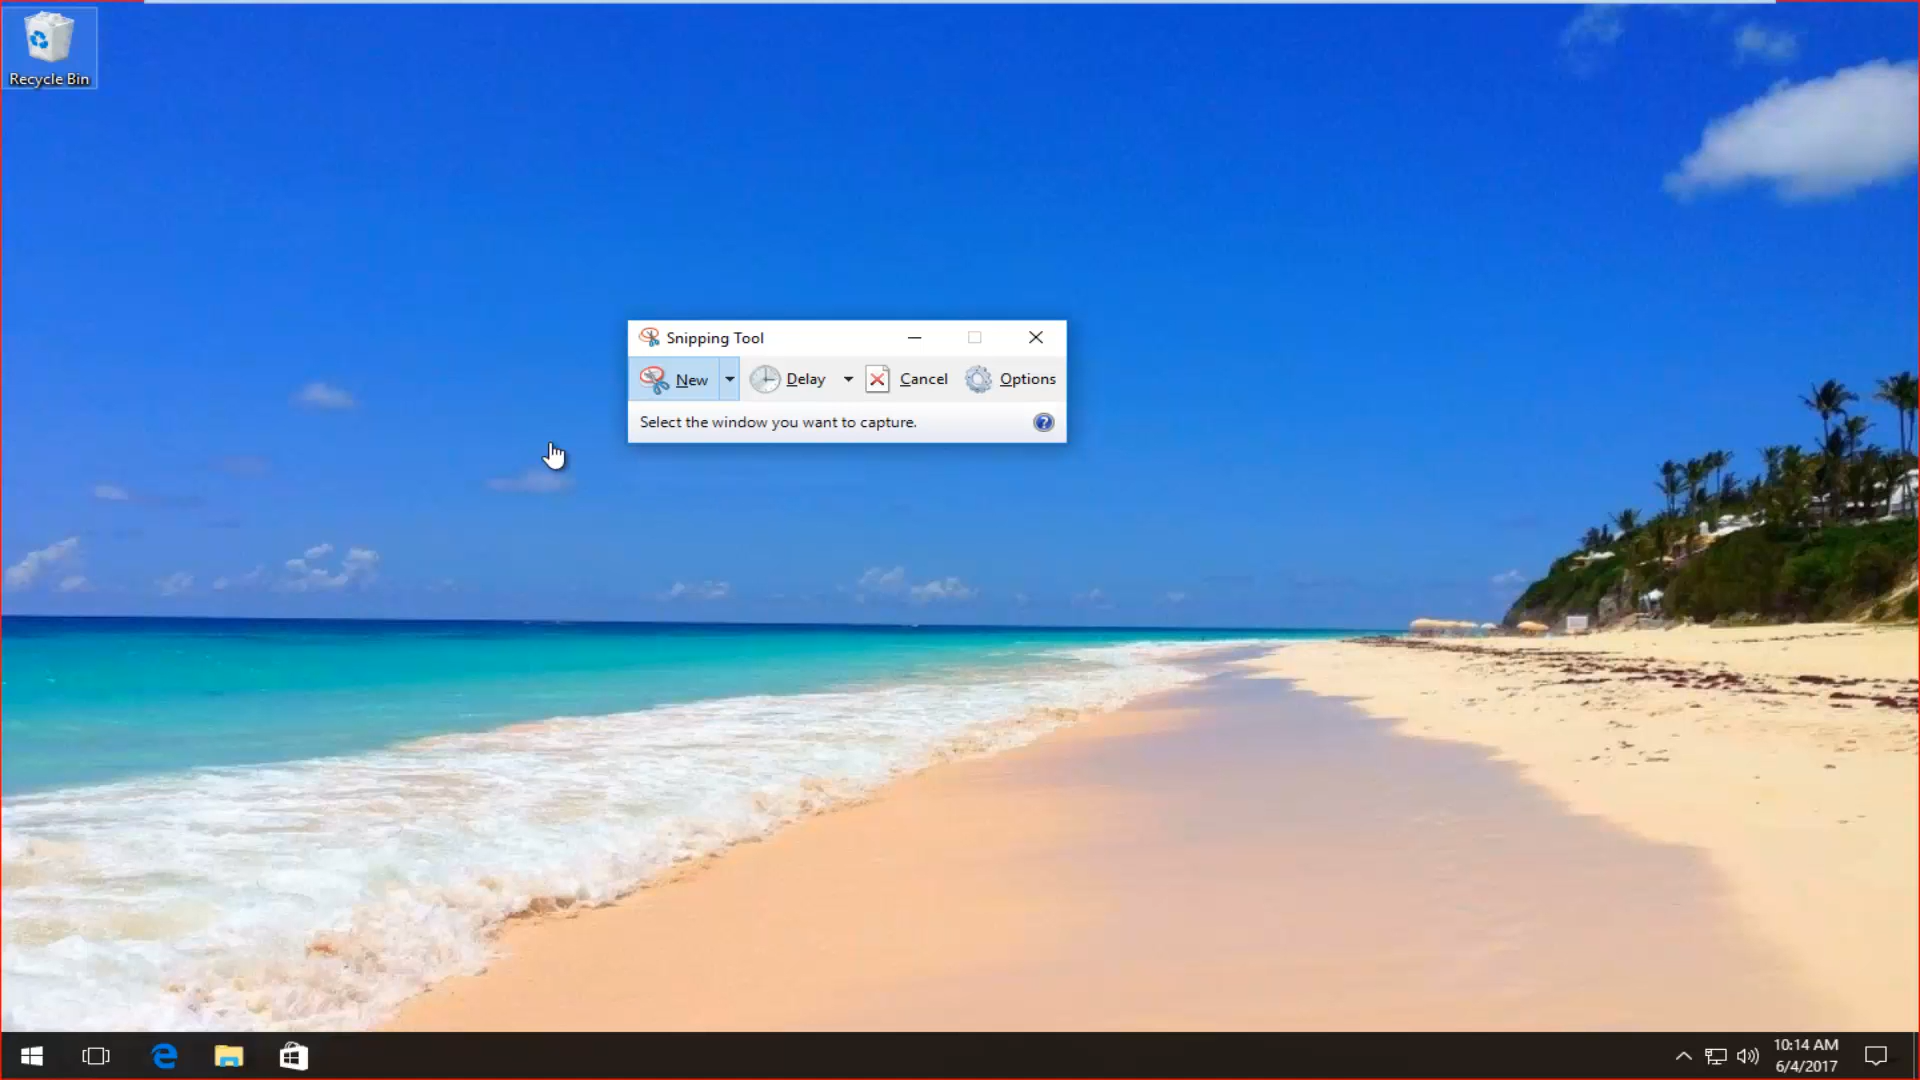 Recycle Bin
Snipping Tool
New Delay Cancel Options
Select the window you want to capture.
10:14 AM
6/4/2017